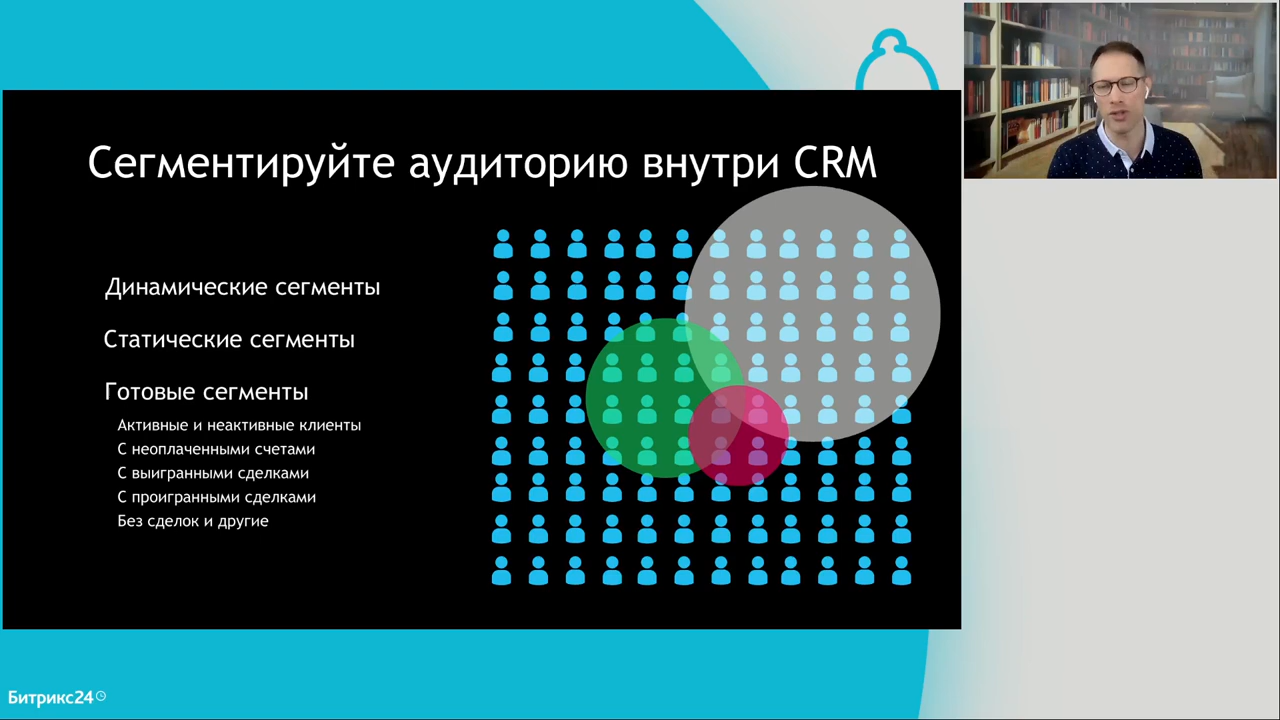 Сегментируйте аудиторию внутри CRM
Динамические сегменты
Статические сегменты
Готовые сегменты
Активные и неактивные клиенты
С неоплаченными счетами
С выигранными сделками
С проигранными сделками
Без сделок и другие
Битрикс24